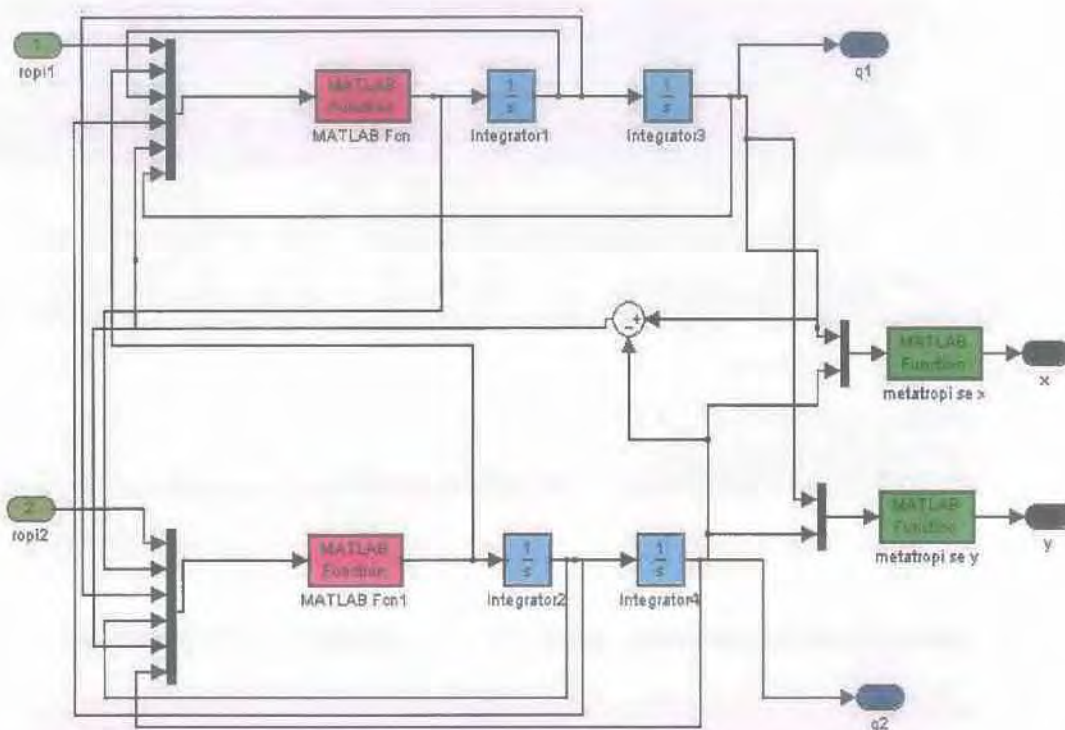 1
ropi1
MATLAB
Function
MATLAB Fcn
1
s
Integrator1
1
s
Integrator3
q1
MATLAB
Function
metatropi se x
x
2
ropi2
MATLAB
Function
MATLAB Fcn1
1
s
Integrator2
1
s
Integrator4
MATLAB
Function
metatropi se y
y
q2